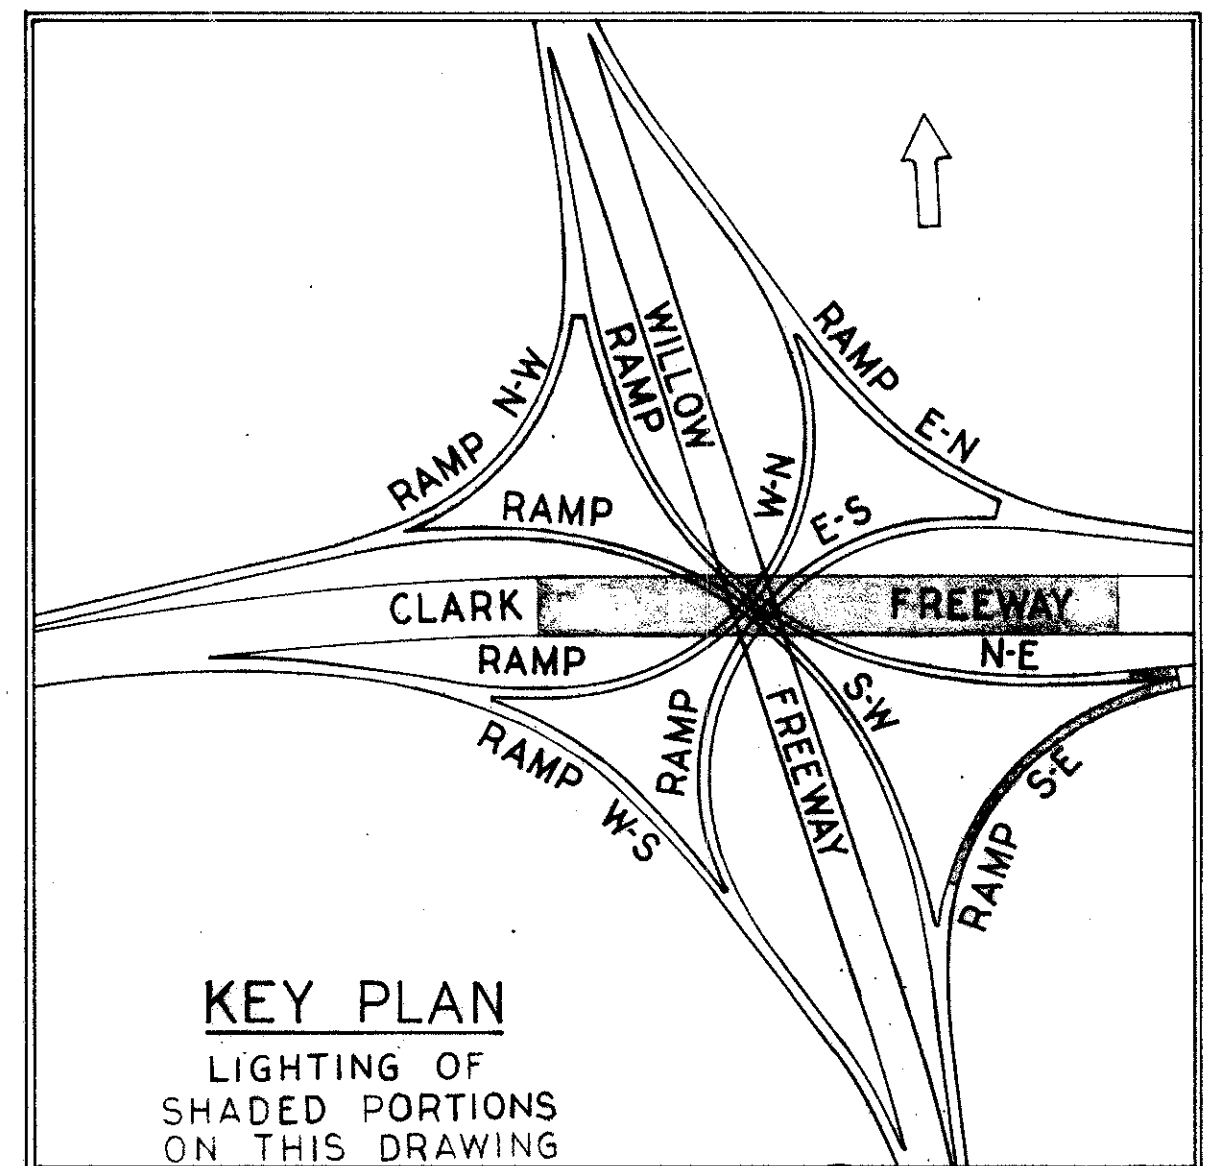 WILLOW
RAMP
RAMP E-N
RAMP N-W
W-N
RAMP
E-S
CLARK FREEWAY
RAMP
N-E
RAMP
S-W
FREEWAY
RAMP S-E
RAMP W-S
KEY PLAN
LIGHTING OF
SHADED PORTIONS
ON THIS DRAWING